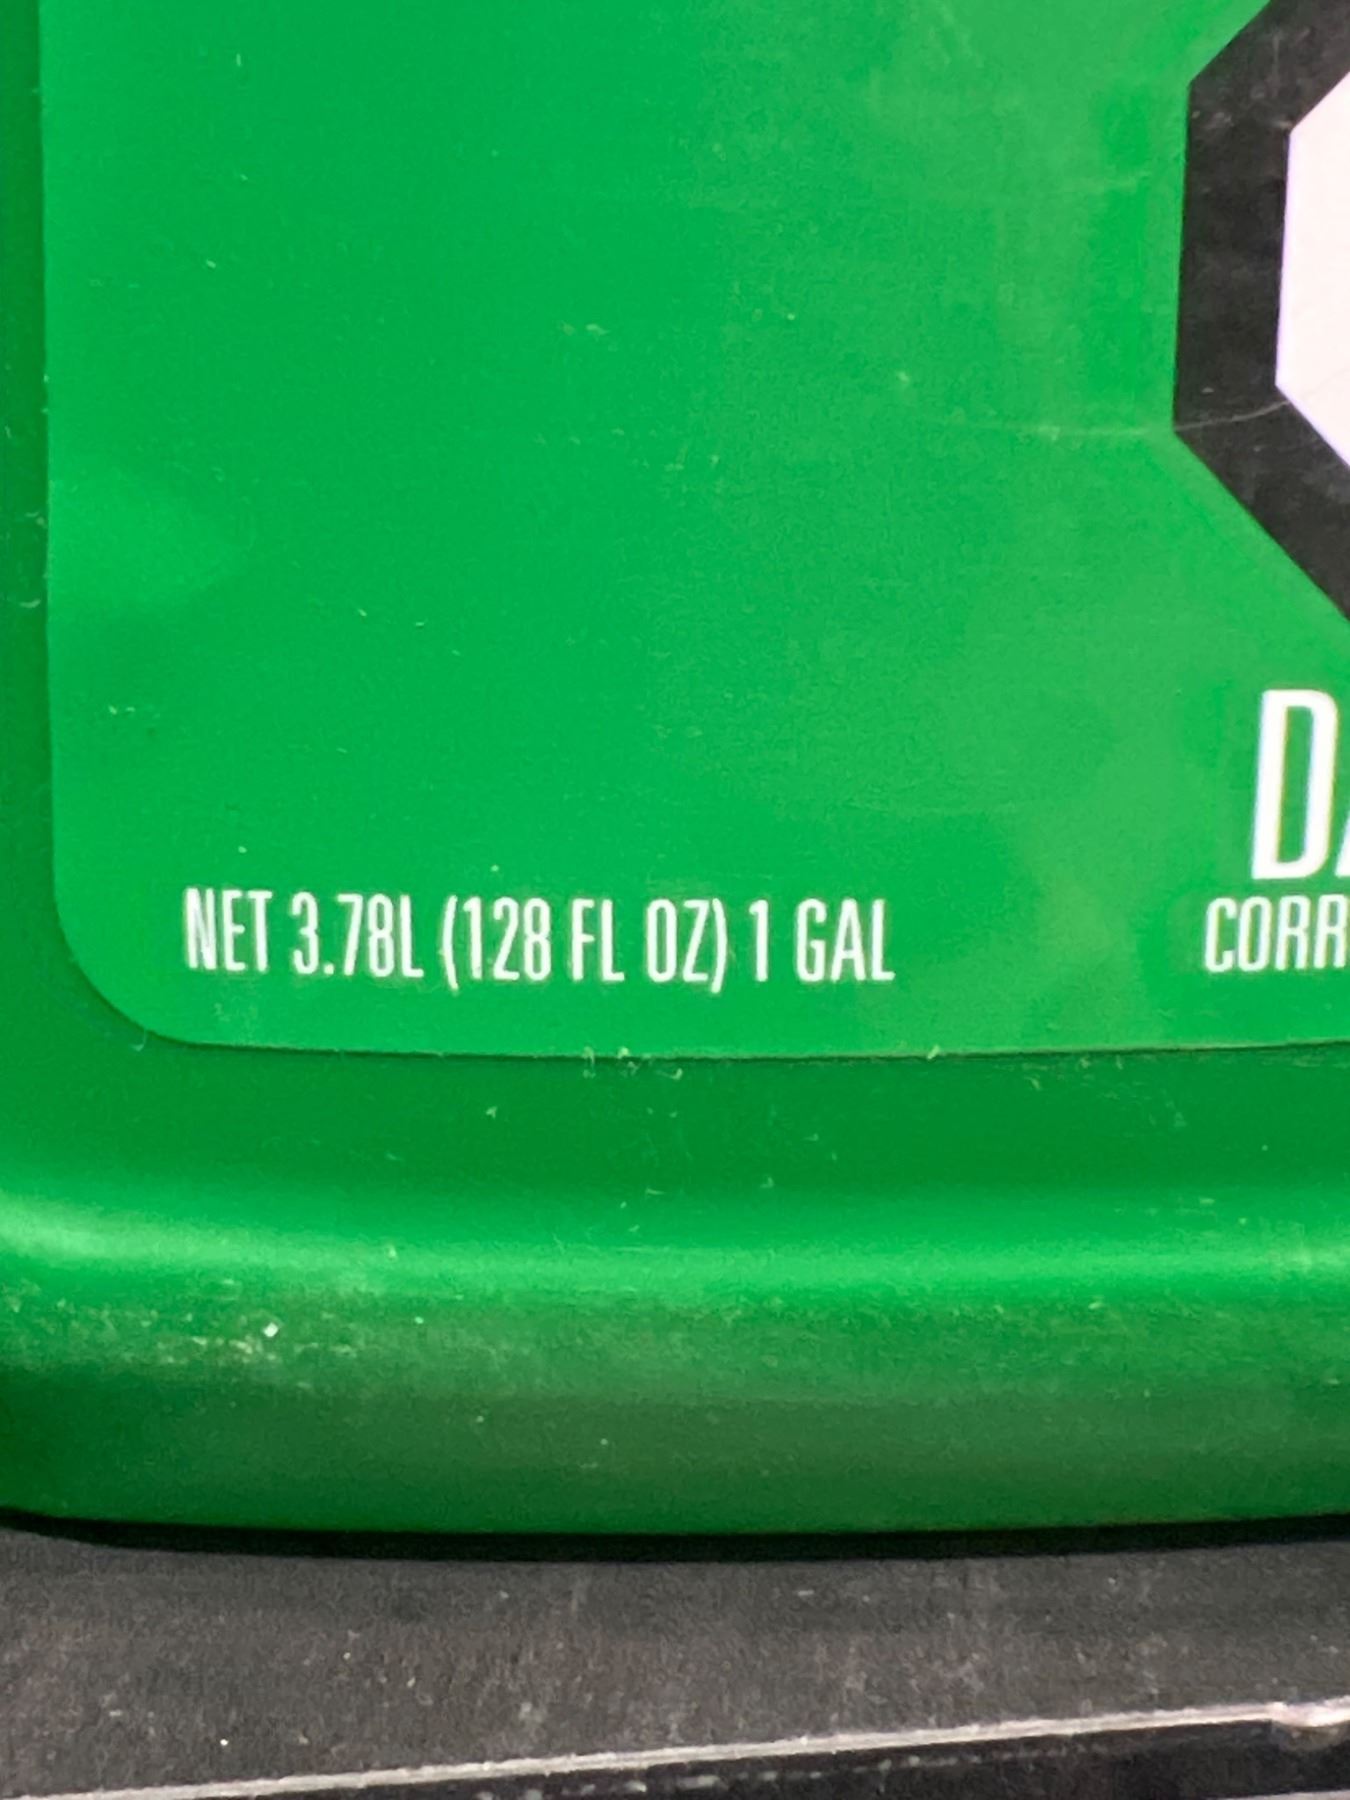 NET 3.78L (128 FL OZ) 1 GAL